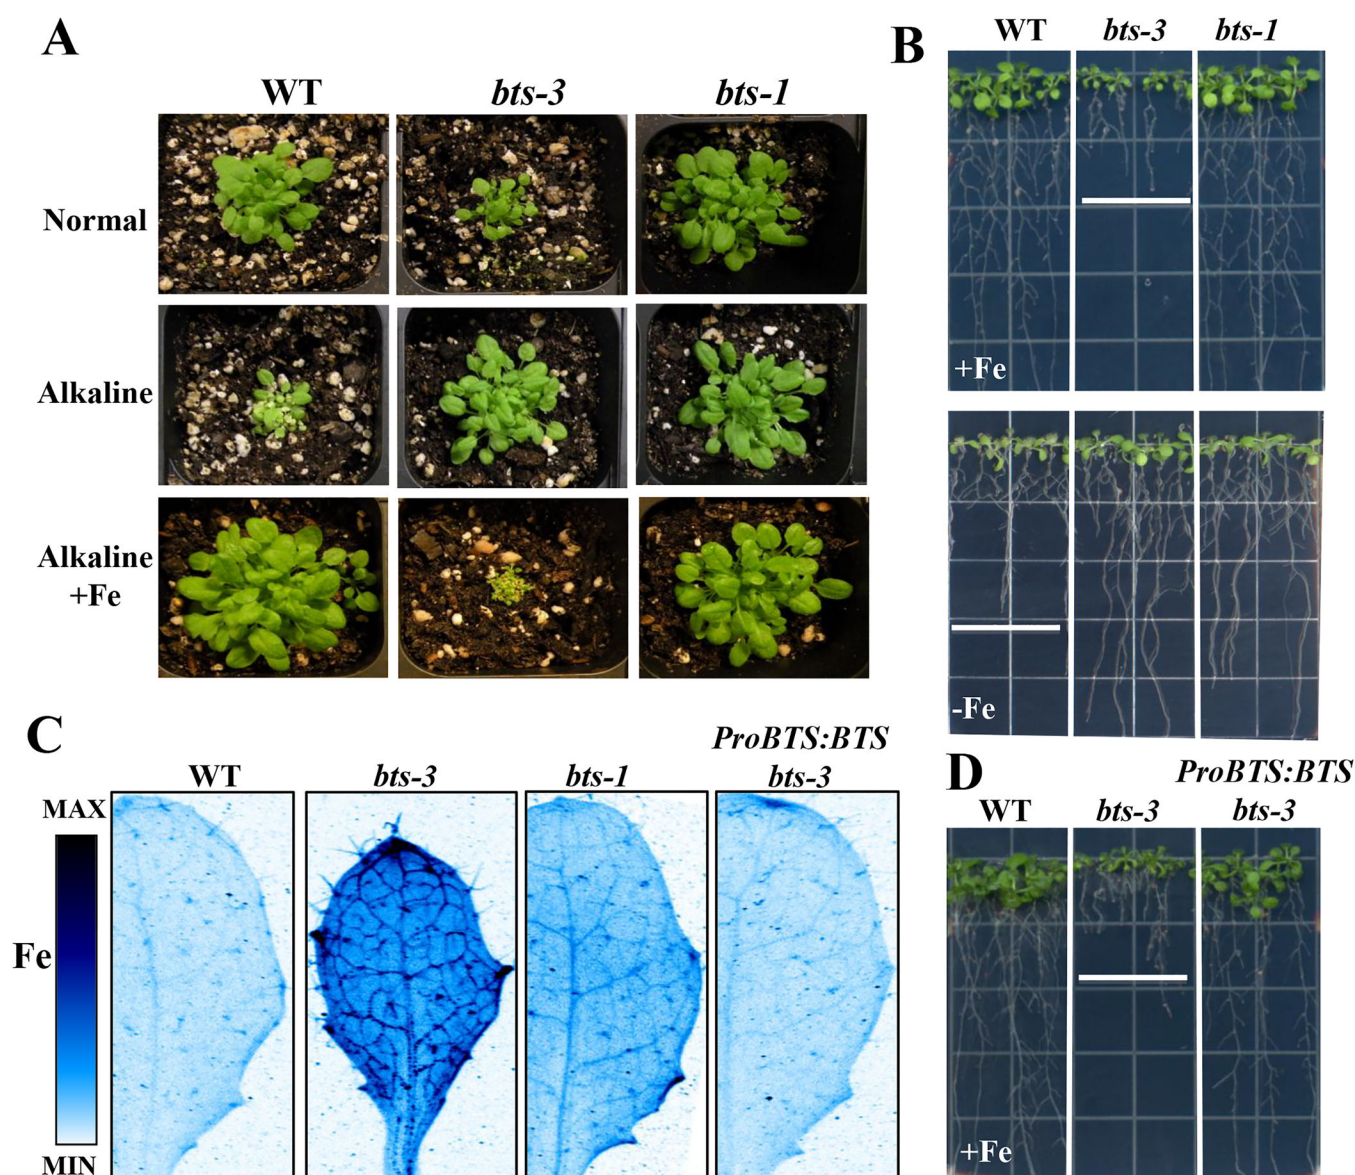 A
WT bts-3 bts-1
Normal
Alkaline
Alkaline
+Fe
B
WT bts-3 bts-1
+Fe
-Fe
C
ProBTS:BTS
WT bts-3 bts-1 bts-3
MAX
Fe
MIN
D
ProBTS:BTS
WT bts-3 bts-3
+Fe